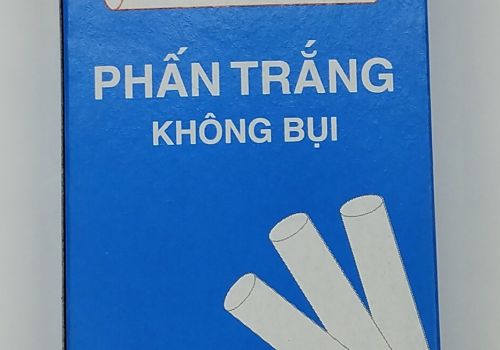 PHẤN TRẮNG
KHÔNG BỤI